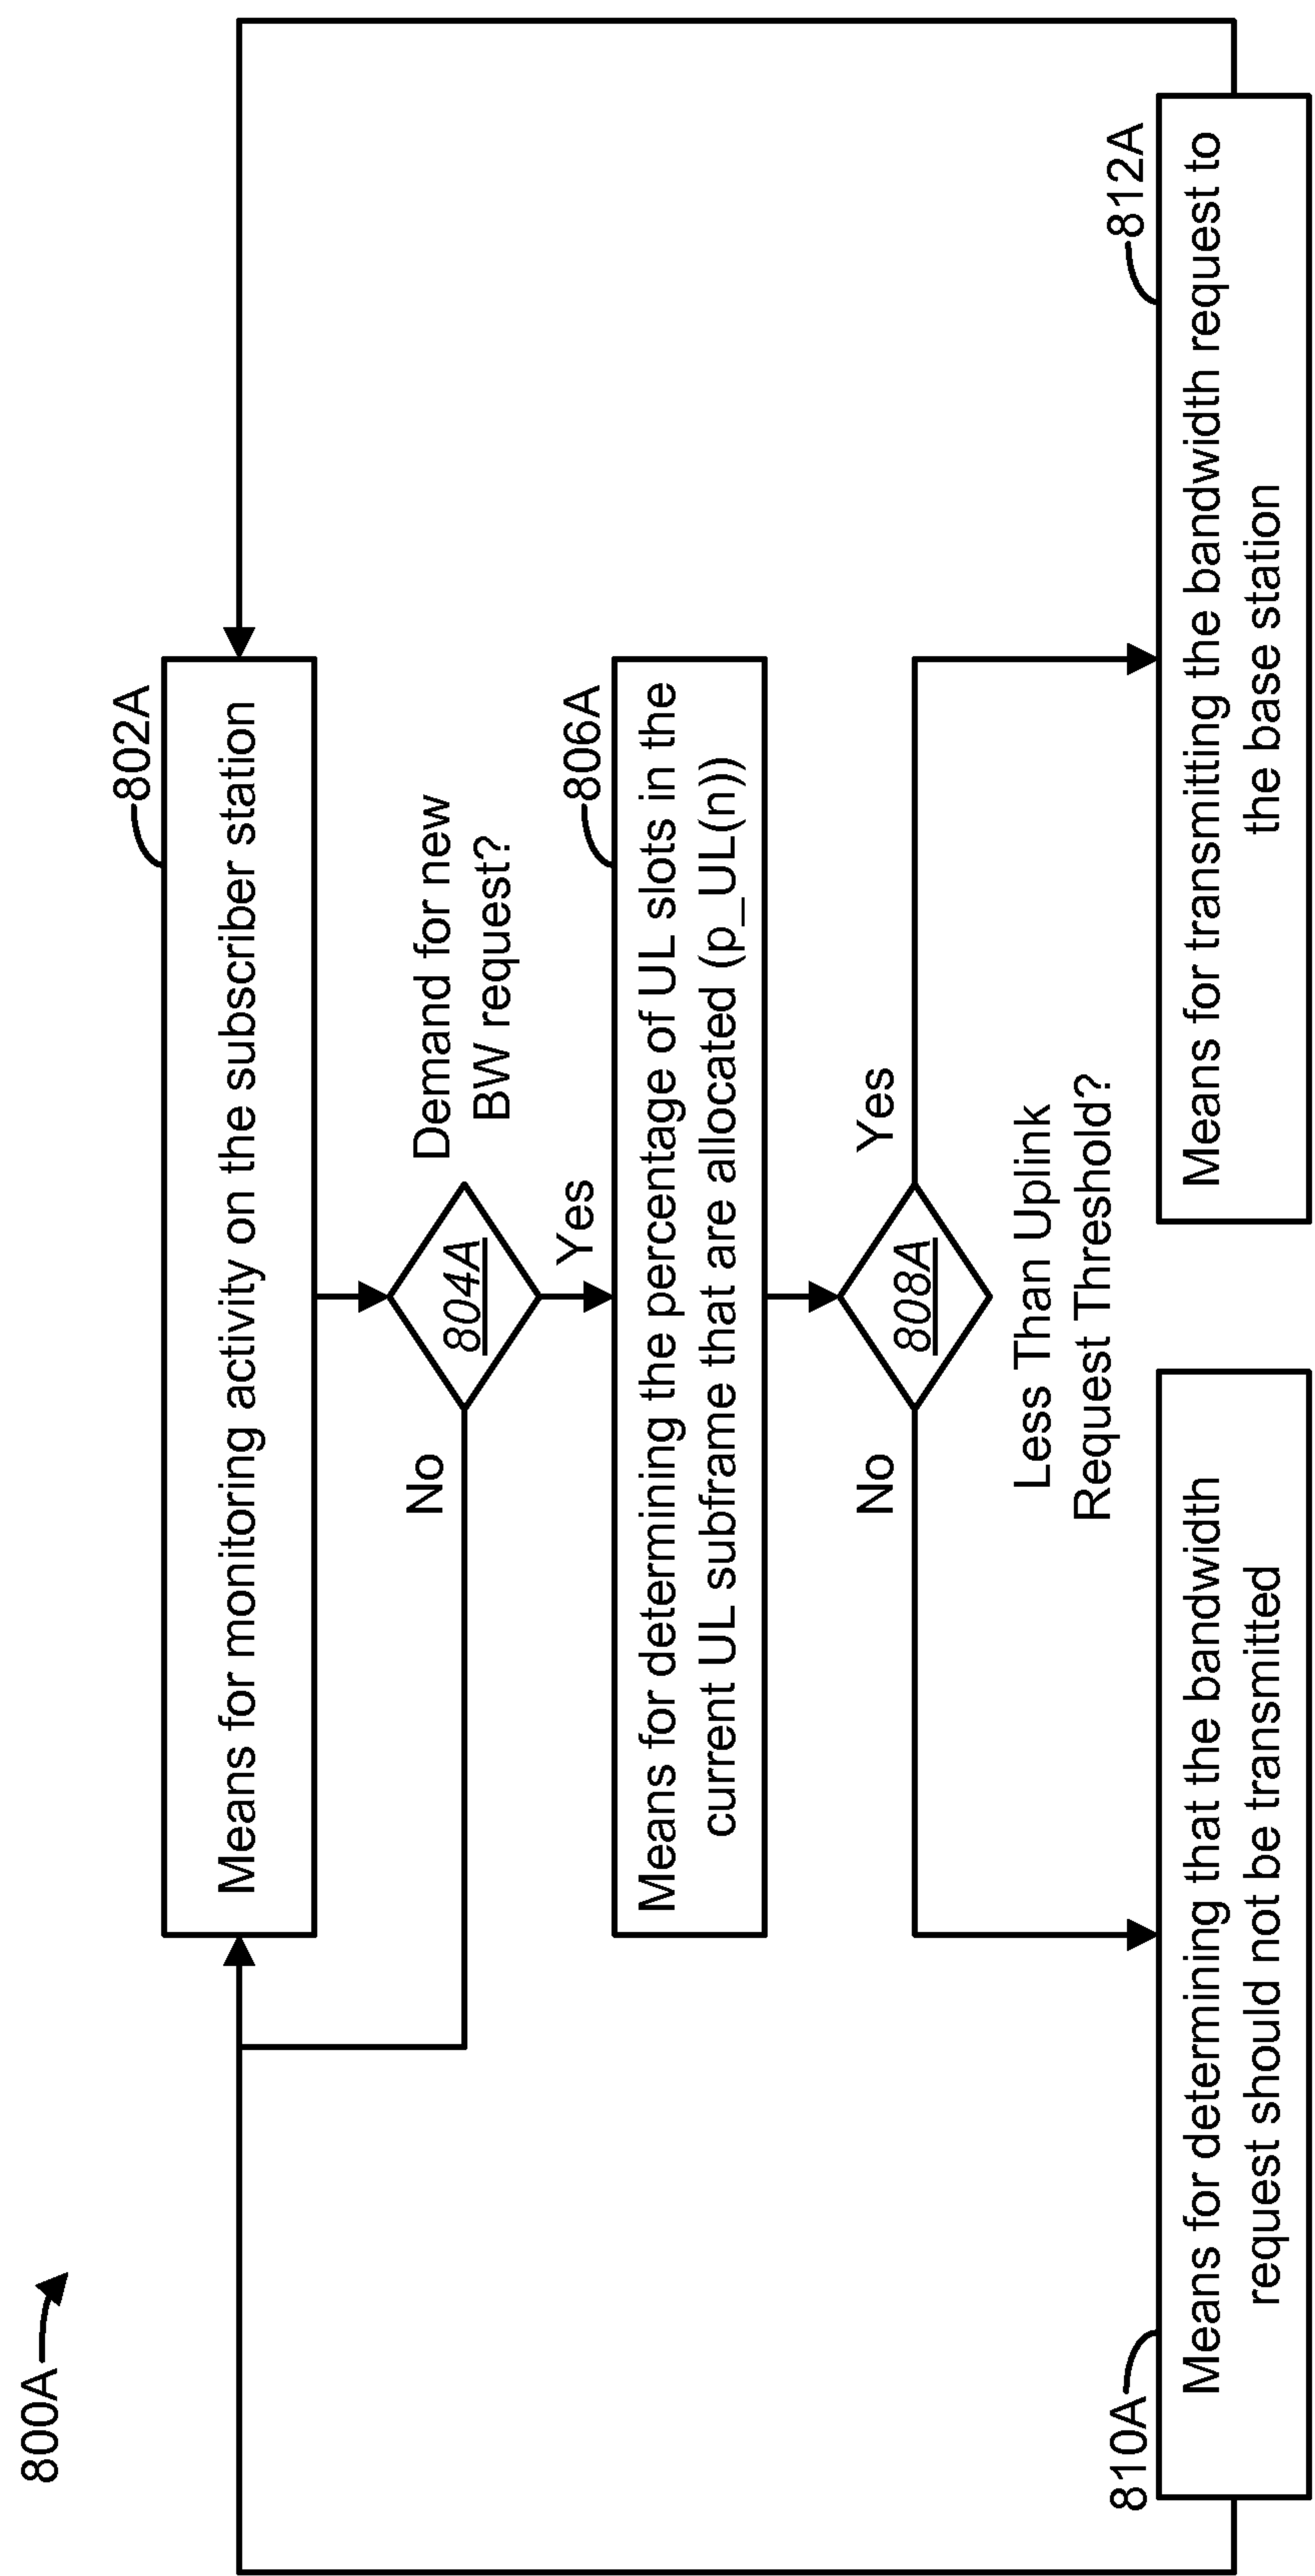 800A
802A
Means for monitoring activity on the subscriber station
Demand for new
BW request?
804A
No
Yes
806A
Means for determining the percentage of UL slots in the
current UL subframe that are allocated (p_UL(n))
808A
No
Yes
Less Than Uplink
Request Threshold?
810A
Means for determining that the bandwidth
request should not be transmitted
812A
Means for transmitting the bandwidth request to
the base station